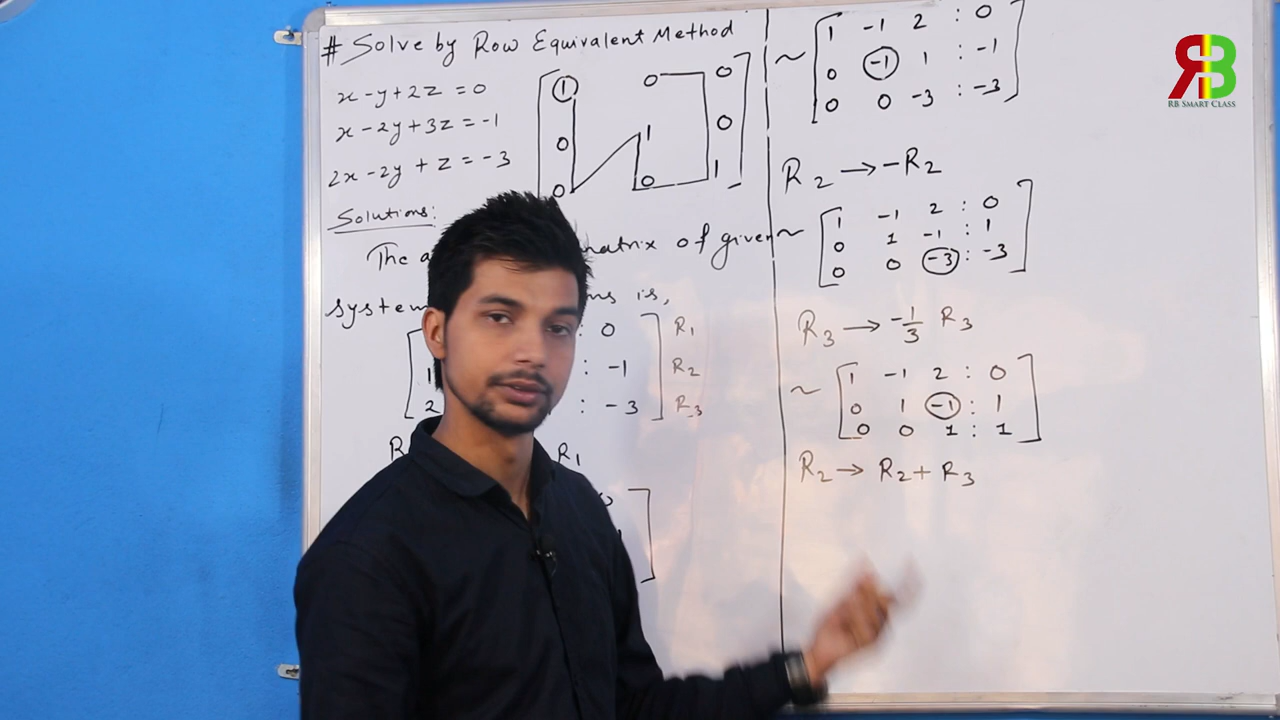 # Solve by Row Equivalent Method
x - y + 2z = 0
x - 2y + 3z = -1
2x - 2y + z = -3
1 0 0
0 1 0
0 0 1
Solutions:
The a matrix of given
system ns is,
: 0 R1
1 : -1 R2
2 : -3 R3
R R1
0
~ 1 -1 2 : 0
0 -1 1 : -1
0 0 -3 : -3
R2 → -R2
~ 1 -1 2 : 0
0 1 -1 : 1
0 0 -3 : -3
R3 → -1/3 R3
~ 1 -1 2 : 0
0 1 -1 : 1
0 0 1 : 1
R2 → R2 + R3
RB
RB SMART CLASS